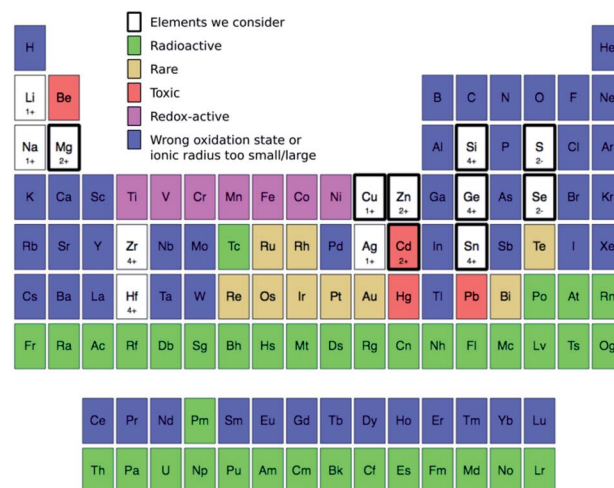 Elements we consider
Radioactive
Rare
Toxic
Redox-active
Wrong oxidation state or
ionic radius too small/large
H He
Li Be B C N O F Ne
1+
Na Mg Al Si P S Cl Ar
1+ 2+ 4+ 2-
K Ca Sc Ti V Cr Mn Fe Co Ni Cu Zn Ga Ge As Se Br Kr
1+ 2+ 4+ 2-
Rb Sr Y Zr Nb Mo Tc Ru Rh Pd Ag Cd In Sn Sb Te I Xe
4+ 1+ 2+ 4+
Cs Ba La Hf Ta W Re Os Ir Pt Au Hg Tl Pb Bi Po At Rn
4+
Fr Ra Ac Rf Db Sg Bh Hs Mt Ds Rg Cn Nh Fl Mc Lv Ts Og
Ce Pr Nd Pm Sm Eu Gd Tb Dy Ho Er Tm Yb Lu
Th Pa U Np Pu Am Cm Bk Cf Es Fm Md No Lr